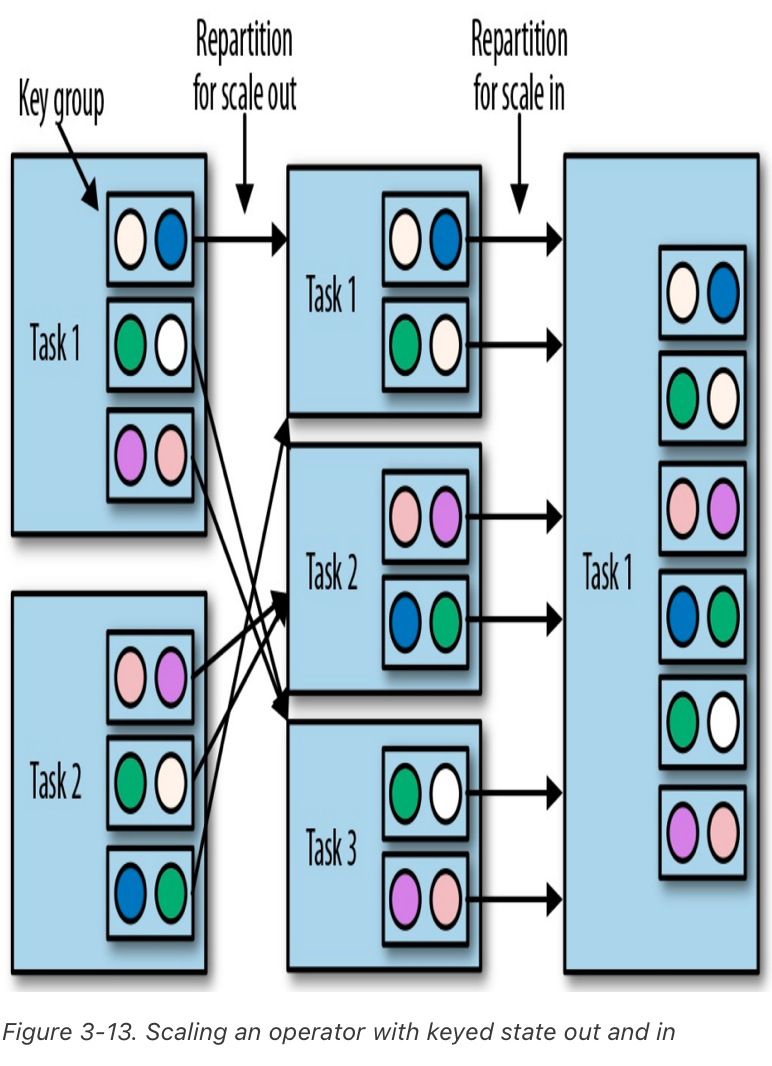 Repartition
for scale out
Repartition
for scale in
Key group
Task 1
Task 2
Task 1
Task 2
Task 3
Task 1
Figure 3-13. Scaling an operator with keyed state out and in